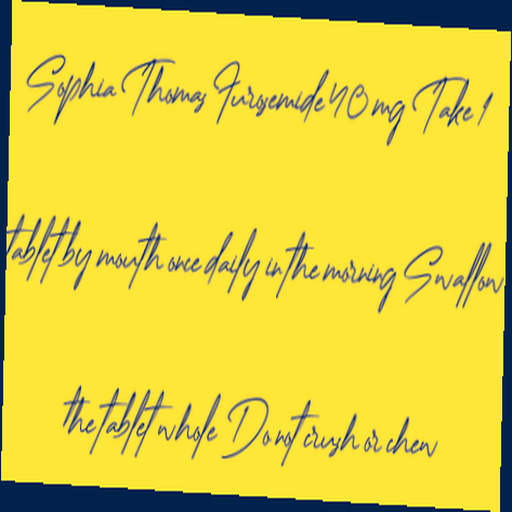 Sophia Thomas Furosemide 40 mg Take 1
tablet by mouth once daily in the morning Swallow
the tablet whole Do not crush or chew